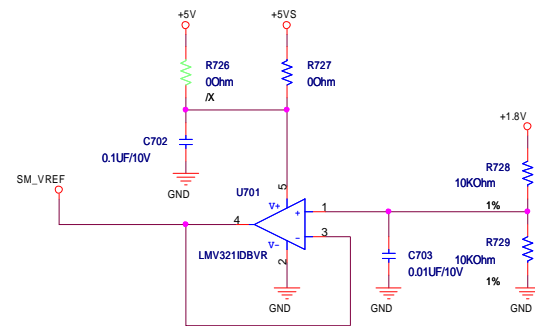 +5V
+5VS
R726
0Ohm
/X
R727
0Ohm
+1.8V
C702
0.1UF/10V
GND
SM_VREF
U701
5
V+
+
1
4
-
3
V-
2
LMV321IDBVR
GND
R728
10KOhm
1%
R729
10KOhm
1%
C703
0.01UF/10V
GND
GND